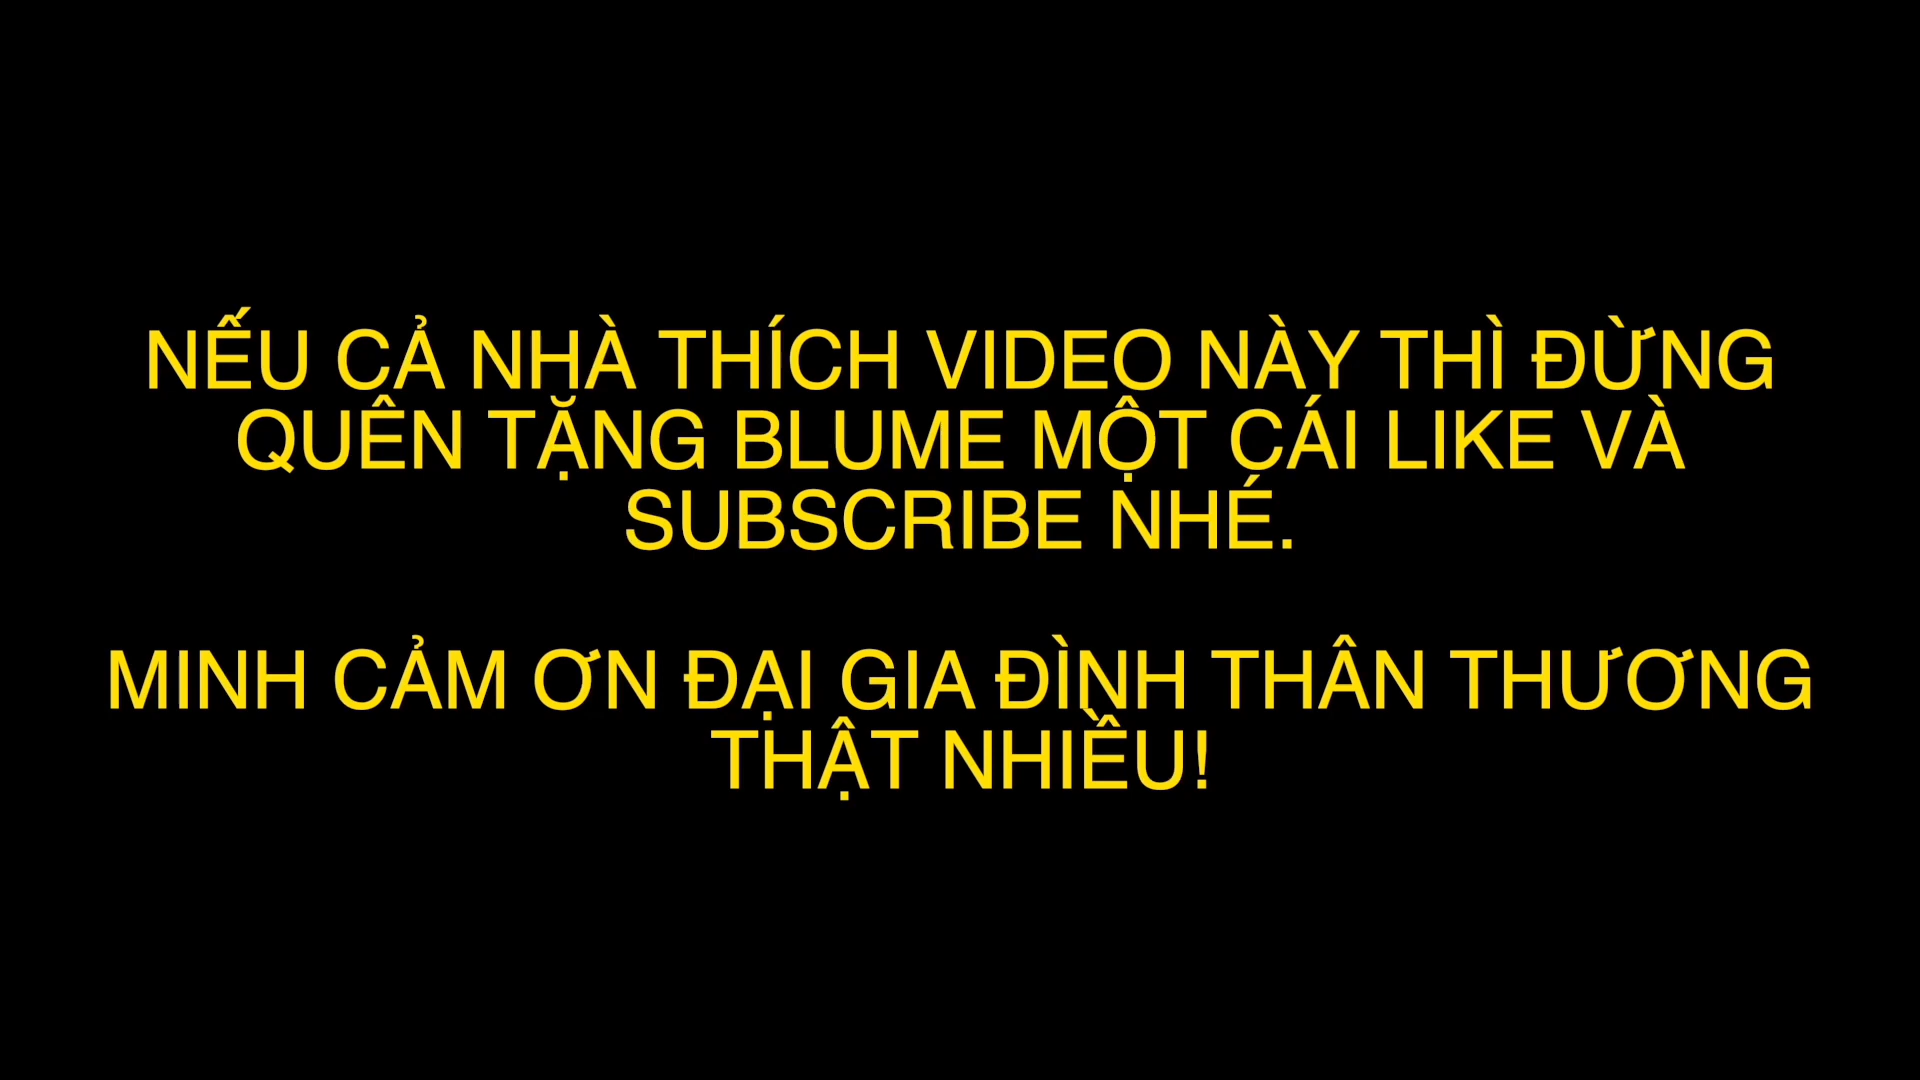 NẾU CẢ NHÀ THÍCH VIDEO NÀY THÌ ĐỪNG
QUÊN TẶNG BLUME MỘT CÁI LIKE VÀ
SUBSCRIBE NHÉ.
MINH CẢM ƠN ĐẠI GIA ĐÌNH THÂN THƯƠNG
THẬT NHIỀU!